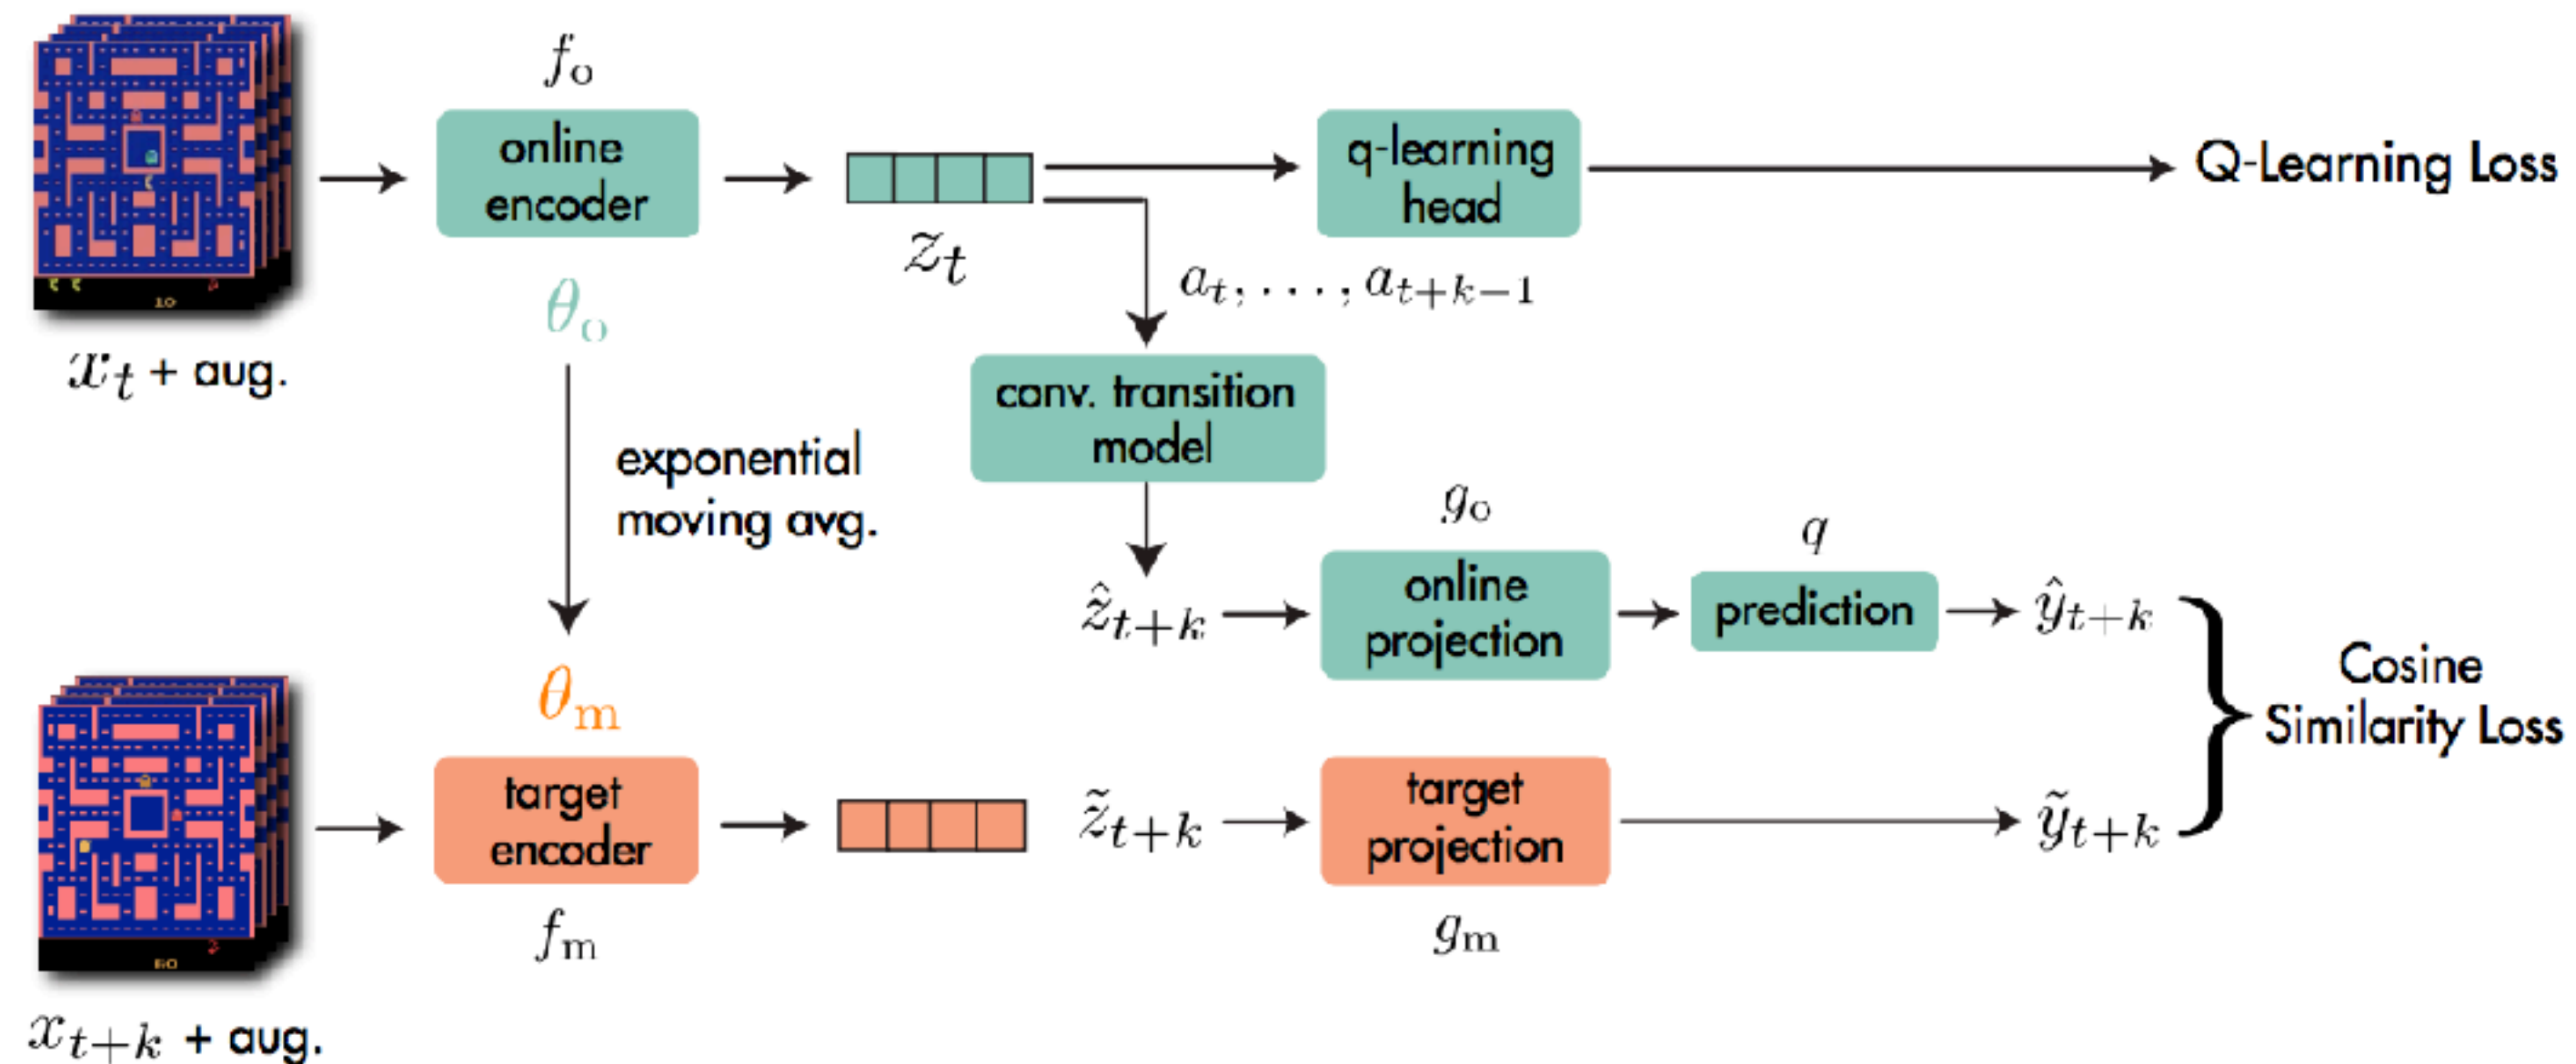 f_o
online
encoder
θ_o
x_t + aug.
z_t
q-learning
head
Q-Learning Loss
a_t, . . . , a_{t+k−1}
conv. transition
model
exponential
moving avg.
g_o
q
ẑ_{t+k}
online
projection
prediction
ŷ_{t+k}
Cosine
Similarity Loss
θ_m
target
encoder
f_m
z̃_{t+k}
target
projection
g_m
ỹ_{t+k}
x_{t+k} + aug.
10
60